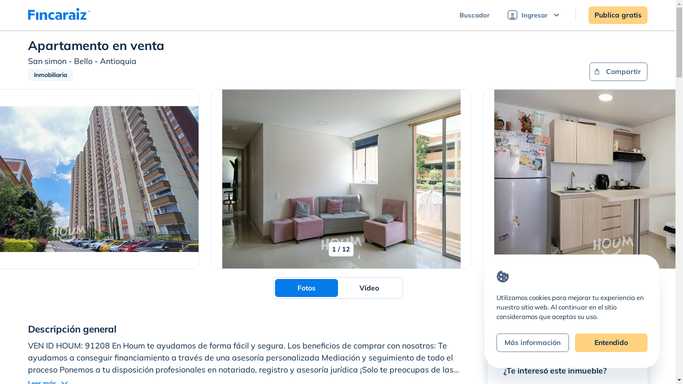 Fincaraiz
Buscador
Ingresar
Publica gratis
Apartamento en venta
San simon - Bello - Antioquia
Inmobiliaria
Compartir
HOUM
HOUM
HOUM
1 / 12
Fotos
Video
Utilizamos cookies para mejorar tu experiencia en
nuestro sitio web. Al continuar en el sitio
consideramos que aceptas su uso.
Más información
Entendido
Descripción general
VEN ID HOUM: 91208 En Houm te ayudamos de forma fácil y segura. Los beneficios de comprar con nosotros: Te
ayudamos a conseguir financiamiento a través de una asesoría personalizada Mediación y seguimiento de todo el
proceso Ponemos a tu disposición profesionales en notariado, registro y asesoría jurídica ¡Solo te preocupas de las...
Leer más
¿Te interesó este inmueble?